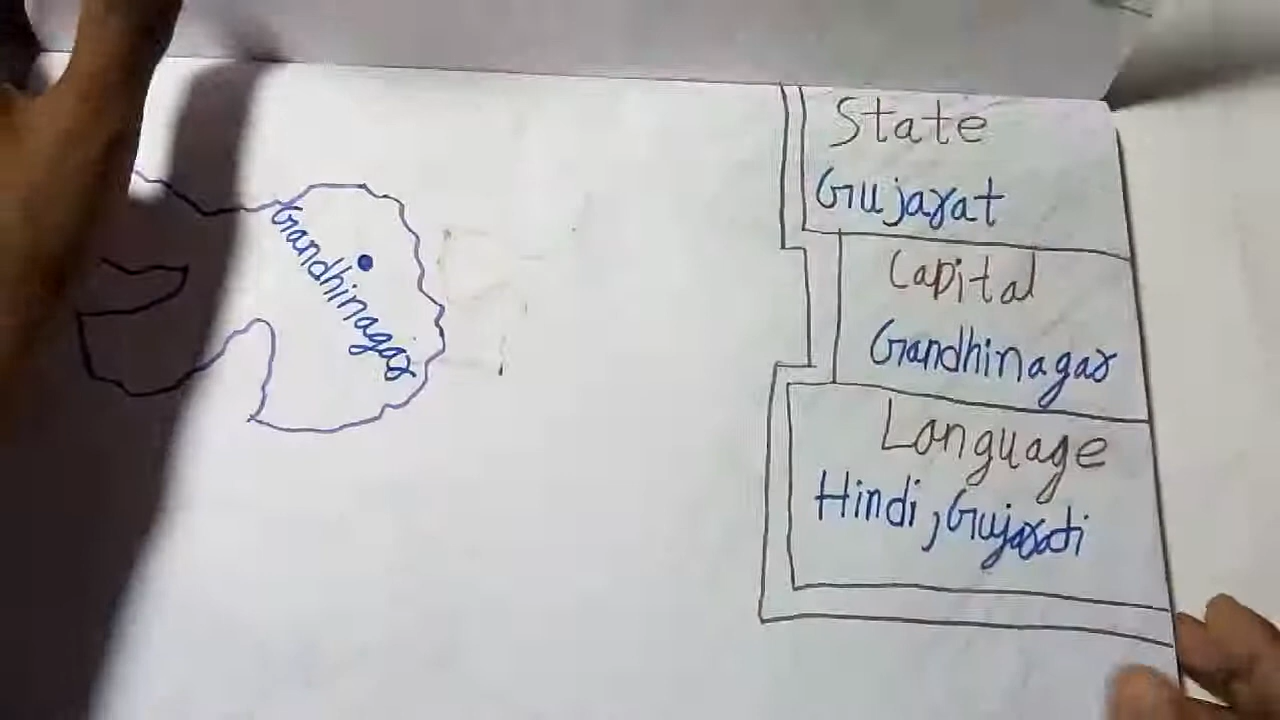 Gandhinagar
State
Gujarat
Capital
Gandhinagar
Language
Hindi, Gujarati